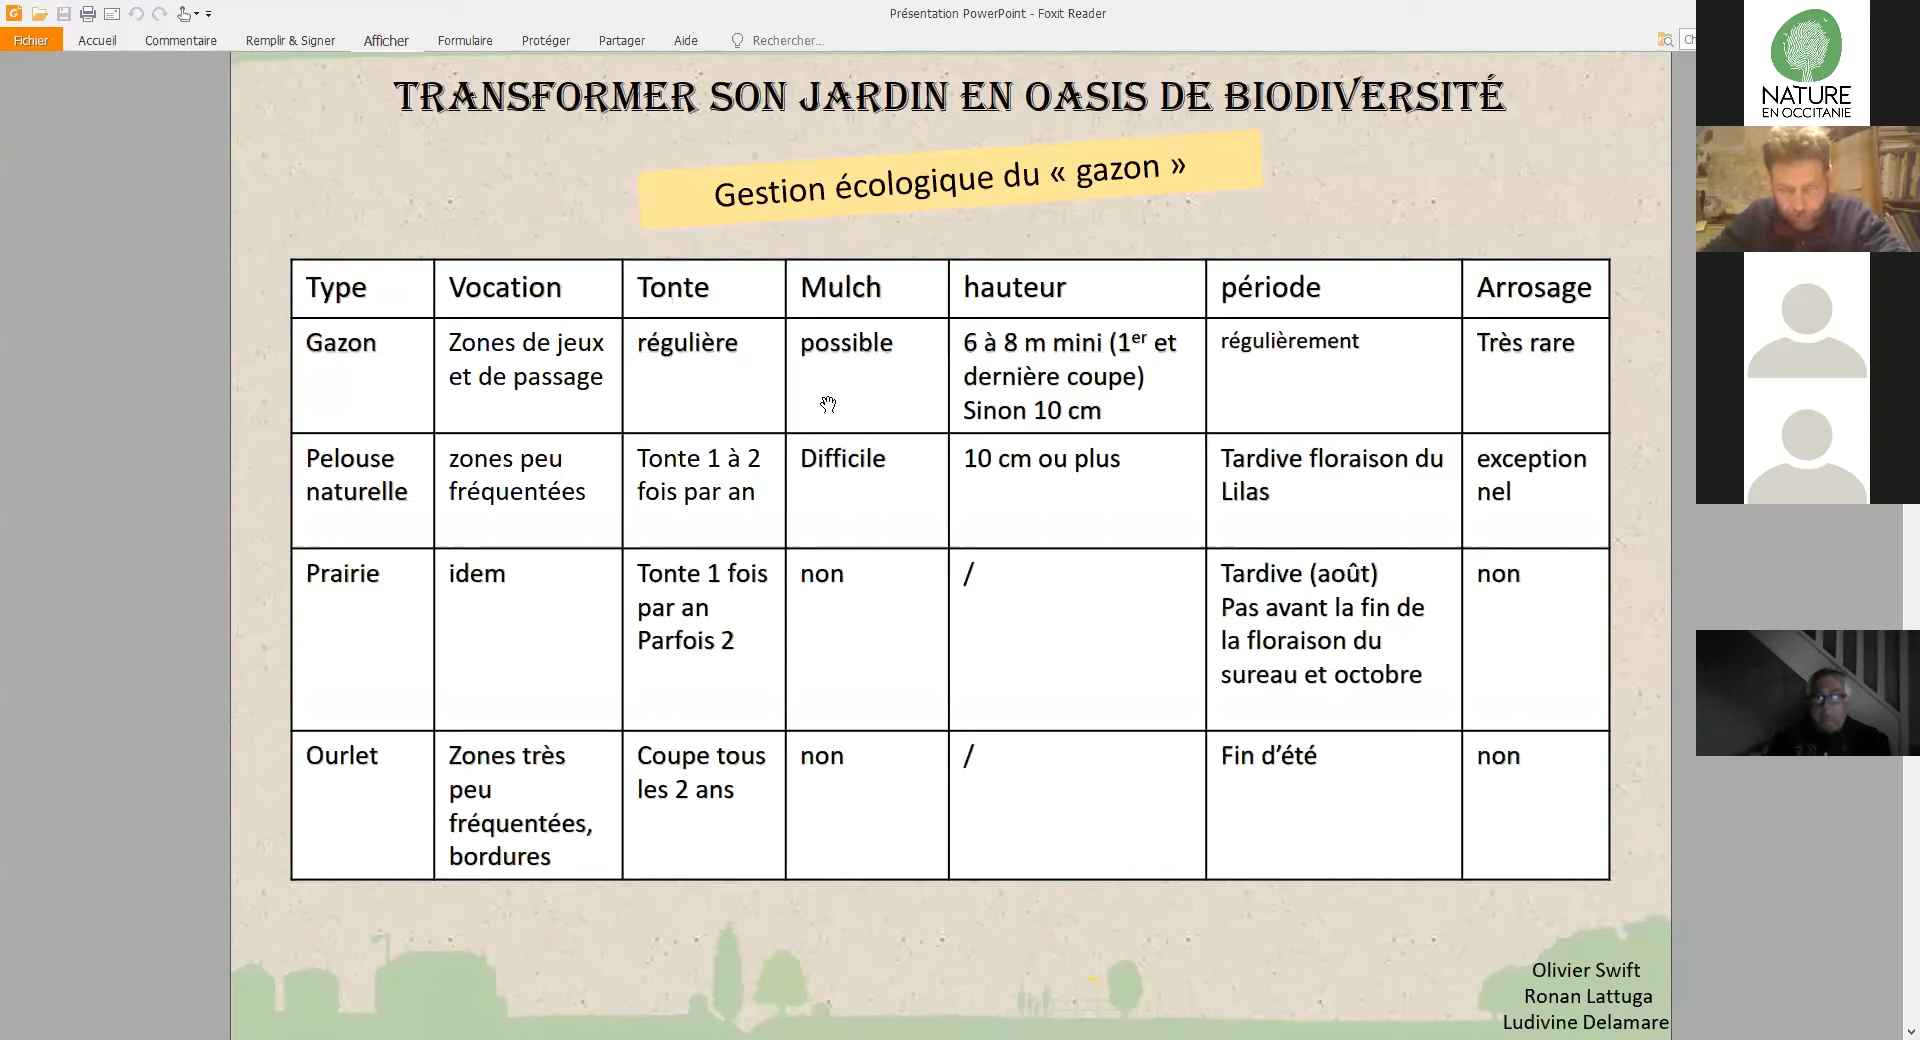 Présentation PowerPoint - Foxit Reader
Fichier
Accueil
Commentaire
Remplir & Signer
Afficher
Formulaire
Protéger
Partager
Aide
Rechercher...
Ch
TRANSFORMER SON JARDIN EN OASIS DE BIODIVERSITÉ
Gestion écologique du « gazon »
Type
Vocation
Tonte
Mulch
hauteur
période
Arrosage
Gazon
Zones de jeux
et de passage
régulière
possible
6 à 8 m mini (1er et
dernière coupe)
Sinon 10 cm
régulièrement
Très rare
Pelouse
naturelle
zones peu
fréquentées
Tonte 1 à 2
fois par an
Difficile
10 cm ou plus
Tardive floraison du
Lilas
exception
nel
Prairie
idem
Tonte 1 fois
par an
Parfois 2
non
/
Tardive (août)
Pas avant la fin de
la floraison du
sureau et octobre
non
Ourlet
Zones très
peu
fréquentées,
bordures
Coupe tous
les 2 ans
non
/
Fin d’été
non
Olivier Swift
Ronan Lattuga
Ludivine Delamare
NATURE
EN OCCITANIE